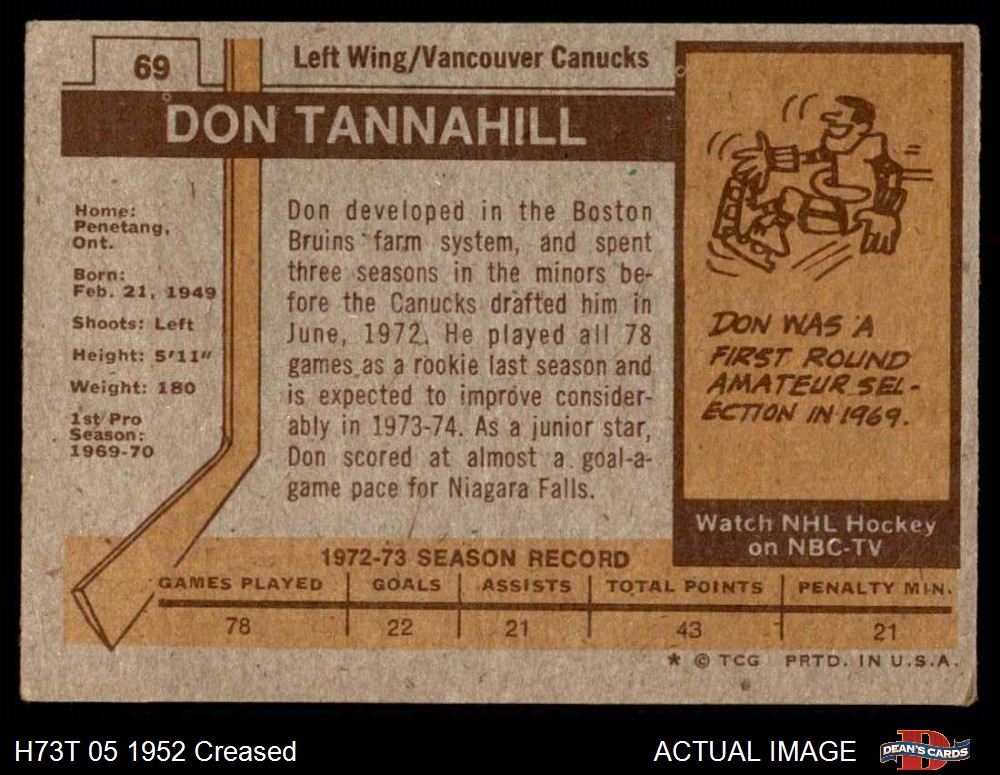 69
Left Wing/Vancouver Canucks
DON TANNAHILL
Home:
Penetang,
Ont.
Born:
Feb. 21, 1949
Shoots: Left
Height: 5'11"
Weight: 180
1st Pro
Season:
1969-70
Don developed in the Boston
Bruins farm system, and spent
three seasons in the minors be-
fore the Canucks drafted him in
June, 1972. He played all 78
games as a rookie last season and
is expected to improve consider-
ably in 1973-74. As a junior star,
Don scored at almost a goal-a-
game pace for Niagara Falls.
DON WAS A
FIRST ROUND
AMATEUR SEL-
ECTION IN 1969.
Watch NHL Hockey
on NBC-TV
1972-73 SEASON RECORD
GAMES PLAYED GOALS ASSISTS TOTAL POINTS PENALTY MIN.
78 22 21 43 21
* © TCG PRTD. IN U.S.A.
H73T 05 1952 Creased
ACTUAL IMAGE
DEAN'S CARDS